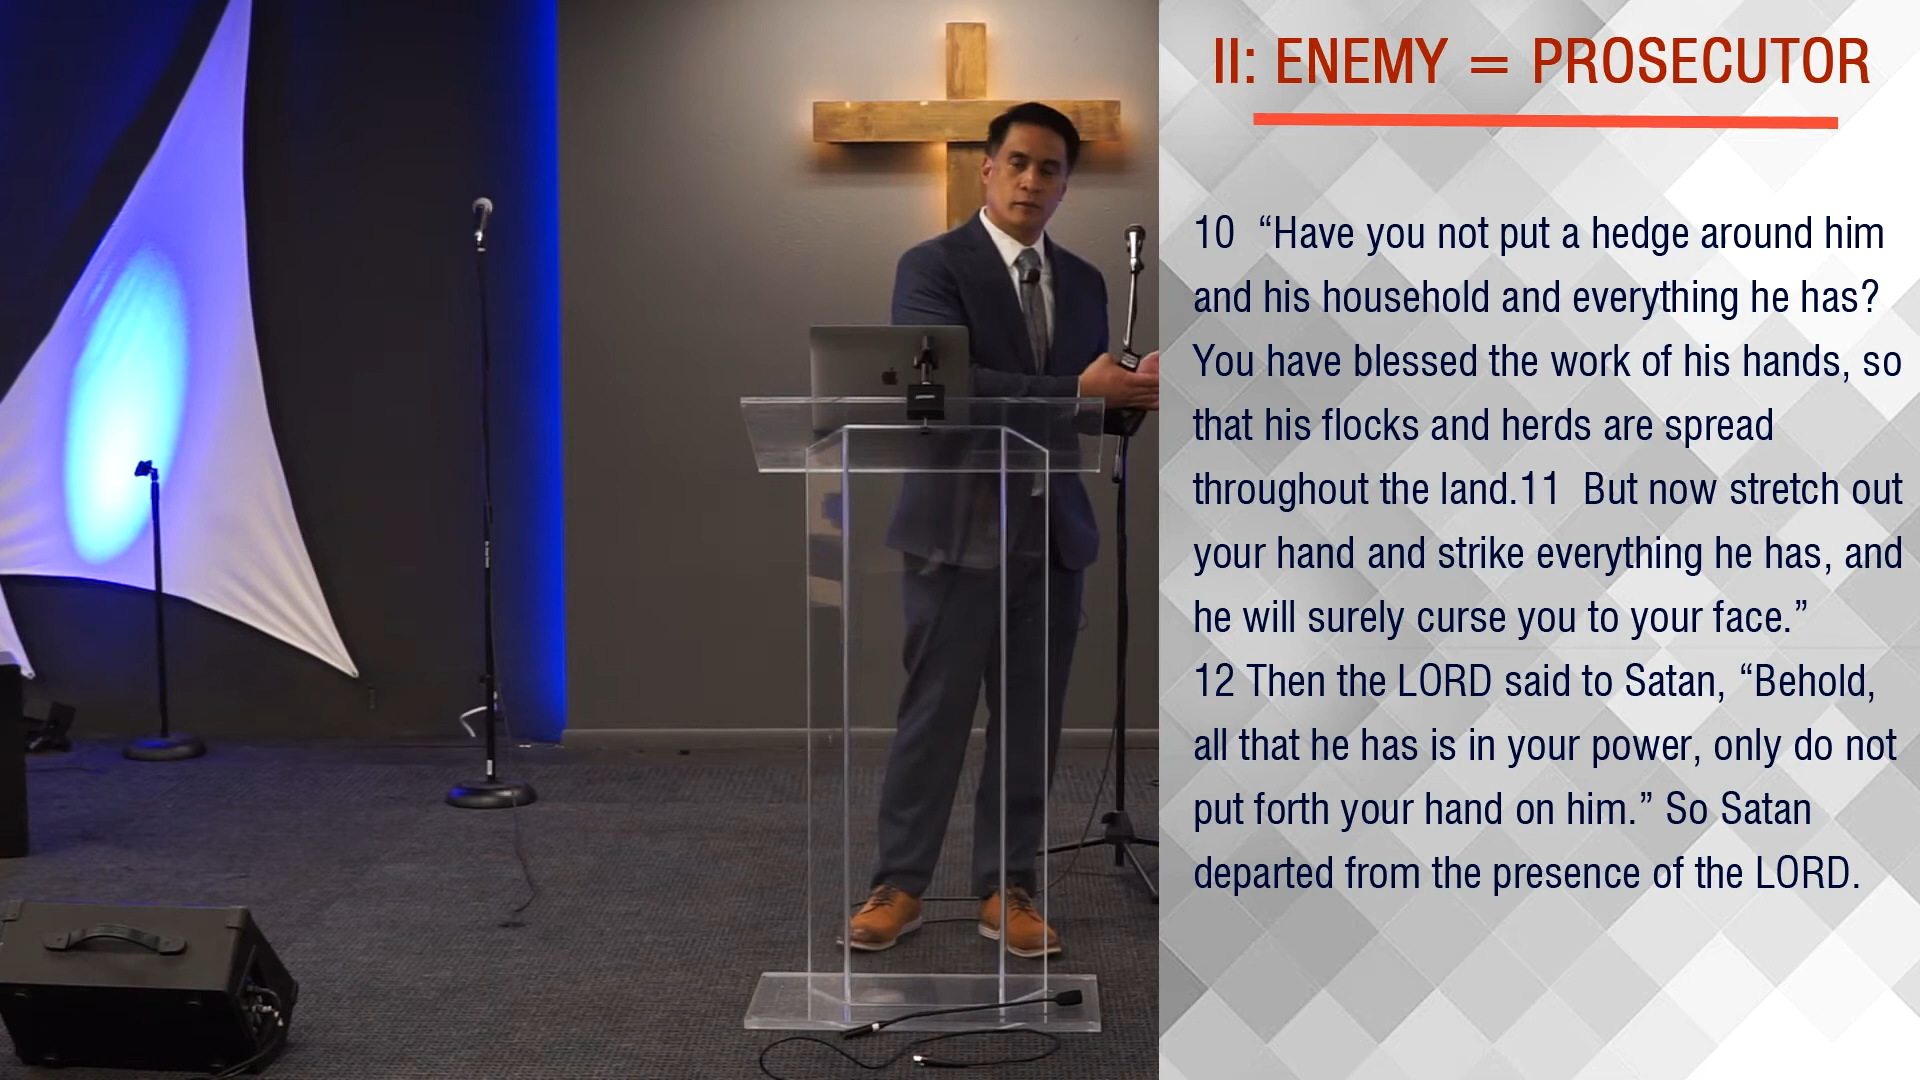 II: ENEMY = PROSECUTOR
10  “Have you not put a hedge around him
and his household and everything he has?
You have blessed the work of his hands, so
that his flocks and herds are spread
throughout the land.11  But now stretch out
your hand and strike everything he has, and
he will surely curse you to your face.”
12 Then the LORD said to Satan, “Behold,
all that he has is in your power, only do not
put forth your hand on him.” So Satan
departed from the presence of the LORD.